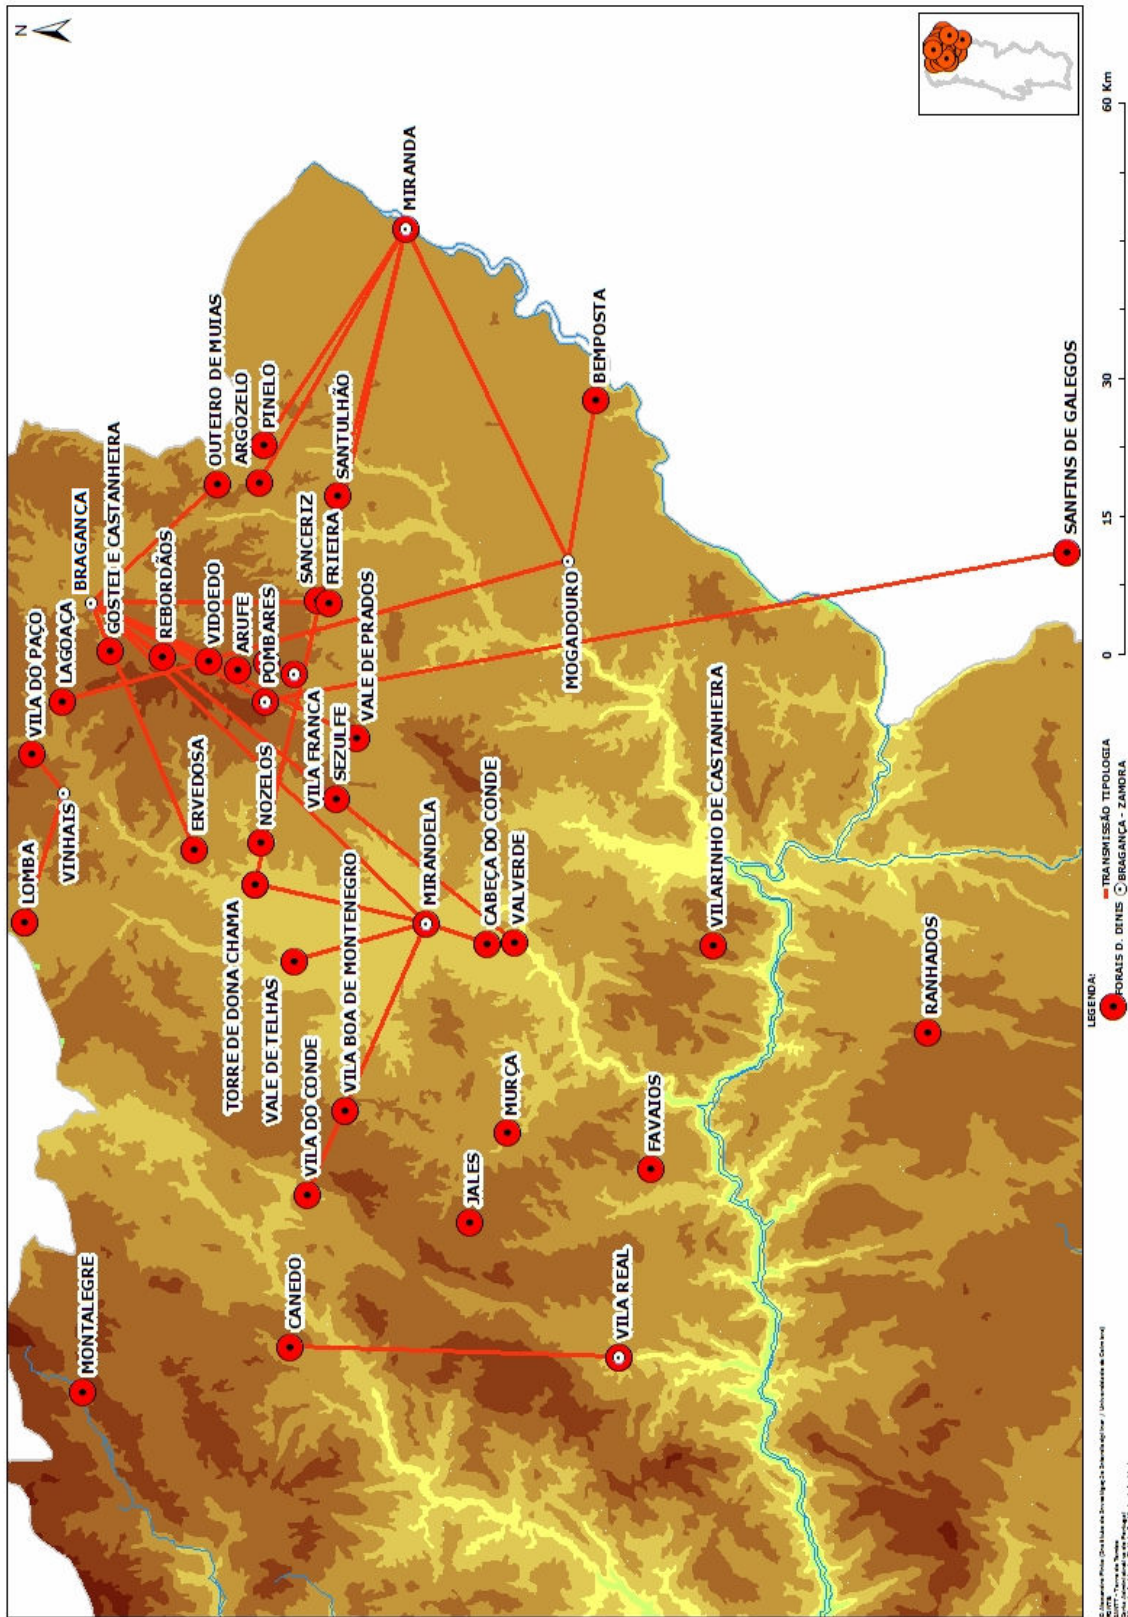 N
MONTALEGRE
LOMBA
VINHAIS
VILA DO PAÇO
LAGOAÇA
BRAGANÇA
GOSTEI E CASTANHEIRA
REBORDÃOS
VIDOEDO
ARUFE
POMBARES
OUTEIRO DE MUIAS
ARGOZELO
PINELO
SANTULHÃO
MIRANDA
SANCERIZ
FRIEIRA
VALE DE PRADOS
ERVEDOSA
NOZELOS
VILA FRANCA
SEZULFE
TORRE DE DONA CHAMA
VALE DE TELHAS
VILA DO CONDE
VILA BOA DE MONTENEGRO
MIRANDELA
CABEÇA DO CONDE
VALVERDE
CANEDO
JALES
MURÇA
VILA REAL
FAVAIOS
VILARINHO DE CASTANHEIRA
MOGADOURO
BEMPOSTA
RANHADOS
SANFINS DE GALEGOS
LEGENDA:
FORAIS D. DINIS
TRANSMISSÃO TIPOLOGIA
BRAGANÇA - ZAMORA
0 15 30 60 Km